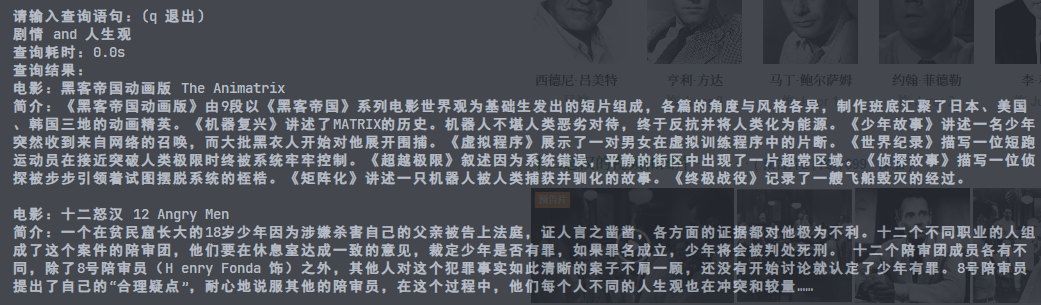 请输入查询语句：（q 退出）
剧情 and 人生观
查询耗时：0.0s
查询结果：
电影：黑客帝国动画版 The Animatrix
简介：《黑客帝国动画版》由9段以《黑客帝国》系列电影世界观为基础生发出的短片组成，各篇的角度与风格各异，制作班底汇聚了日本、美国
、韩国三地的动画精英。《机器复兴》讲述了MATRIX的历史。机器人不堪人类恶劣对待，终于反抗并将人类化为能源。《少年故事》讲述一名少年
突然收到来自网络的召唤，而大批黑衣人开始对他展开围捕。《虚拟程序》展示了一对男女在虚拟训练程序中的片断。《世界纪录》描写一位短跑
运动员在接近突破人类极限时终被系统牢牢控制。《超越极限》叙述因为系统错误，平静的街区中出现了一片超常区域。《侦探故事》描写一位侦
探被步步引领着试图摆脱系统的桎梏。《矩阵化》讲述一只机器人被人类捕获并驯化的故事。《终极战役》记录了一艘飞船毁灭的经过。
电影：十二怒汉 12 Angry Men
简介：一个在贫民窟长大的18岁少年因为涉嫌杀害自己的父亲被告上法庭，证人言之凿凿，各方面的证据都对他极为不利。十二个不同职业的人组
成了这个案件的陪审团，他们要在休息室达成一致的意见，裁定少年是否有罪，如果罪名成立，少年将会被判处死刑。 十二个陪审团成员各有不
同，除了8号陪审员（H enry Fonda 饰）之外，其他人对这个犯罪事实如此清晰的案子不屑一顾，还没有开始讨论就认定了少年有罪。8号陪审员
提出了自己的“合理疑点”，耐心地说服其他的陪审员，在这个过程中，他们每个人不同的人生观也在冲突和较量……
西德尼·吕美特
亨利·方达
马丁·鲍尔萨姆
约翰·菲德勒
李·
预告片